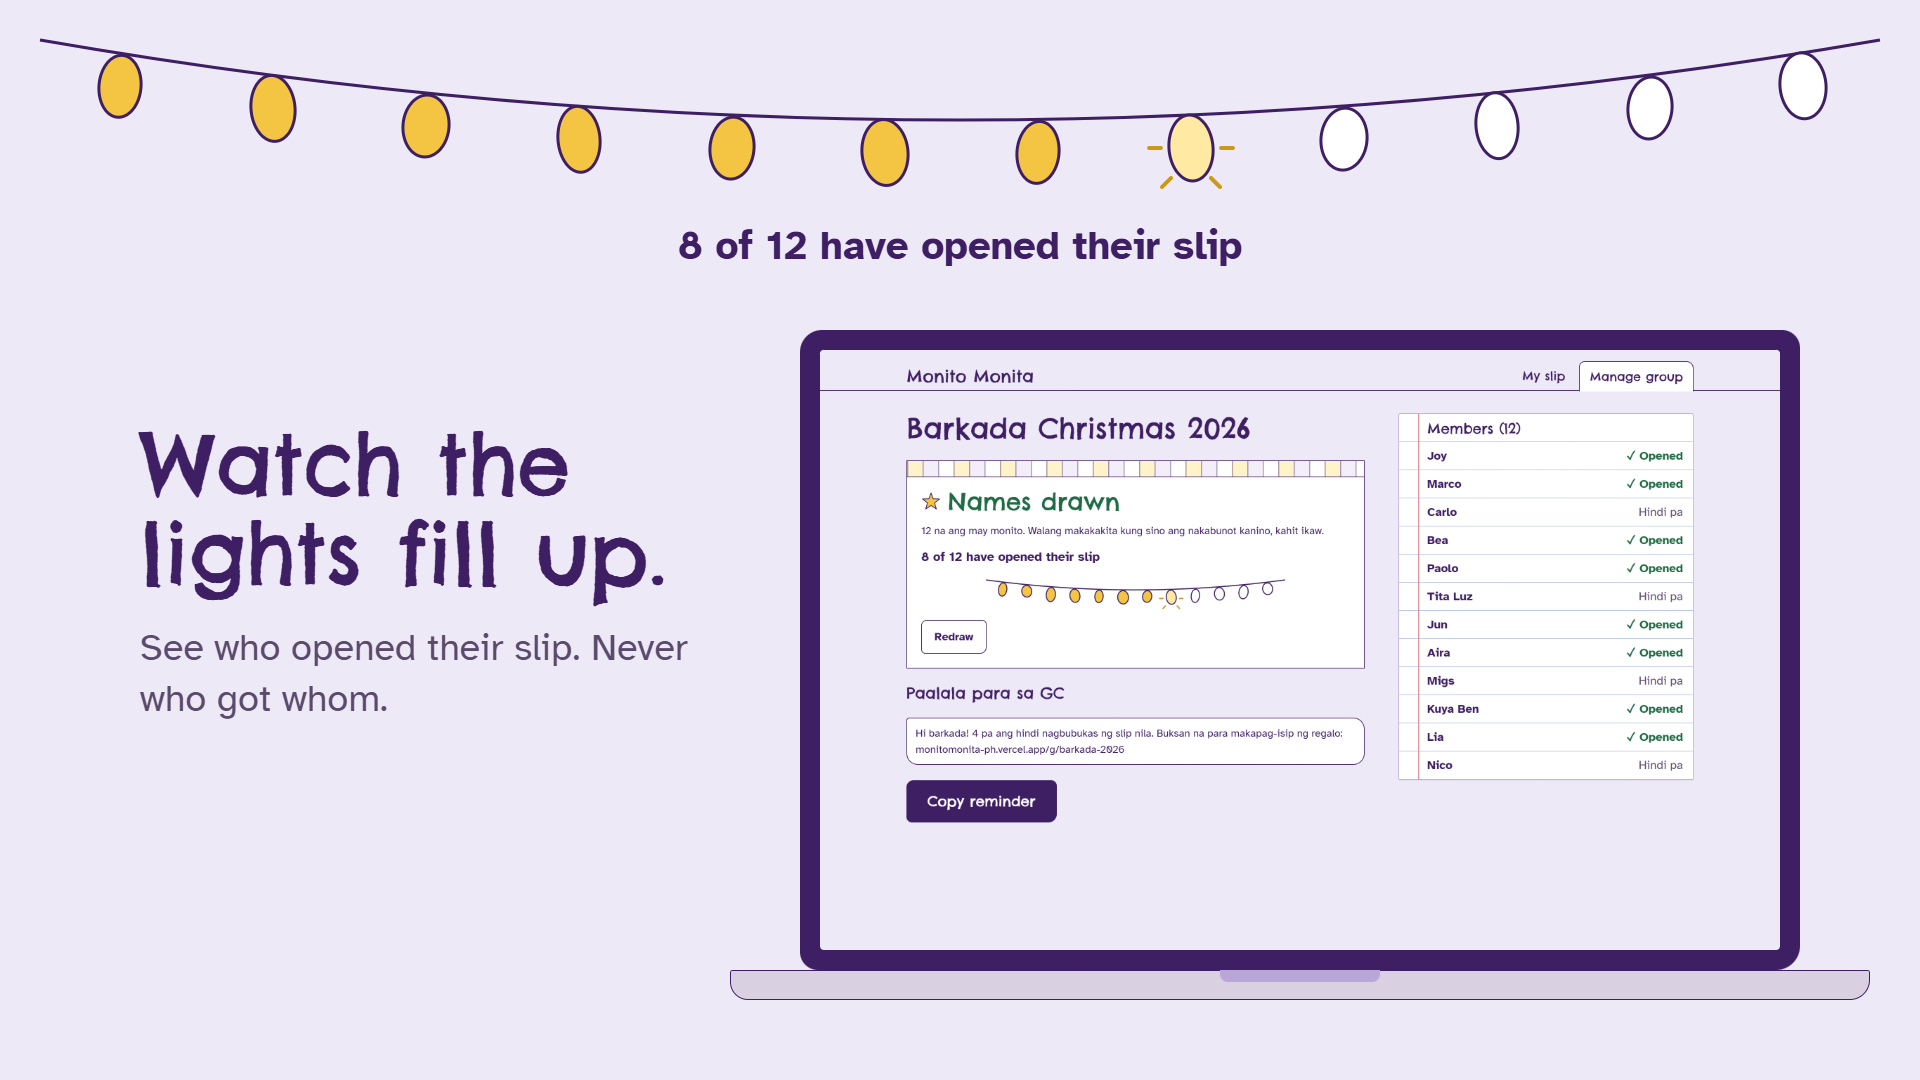 8 of 12 have opened their slip
Watch the
lights fill up.
See who opened their slip. Never
who got whom.
Monito Monita
My slip
Manage group
Barkada Christmas 2026
Names drawn
12 na ang may monito. Walang makakakita kung sino ang nakabunot kanino, kahit ikaw.
8 of 12 have opened their slip
Redraw
Paalala para sa GC
Hi barkada! 4 pa ang hindi nagbubukas ng slip nila. Buksan na para makapag-isip ng regalo:
monitomonita-ph.vercel.app/g/barkada-2026
Copy reminder
Members (12)
Joy ✓ Opened
Marco ✓ Opened
Carlo Hindi pa
Bea ✓ Opened
Paolo ✓ Opened
Tita Luz Hindi pa
Jun ✓ Opened
Aira ✓ Opened
Migs Hindi pa
Kuya Ben ✓ Opened
Lia ✓ Opened
Nico Hindi pa